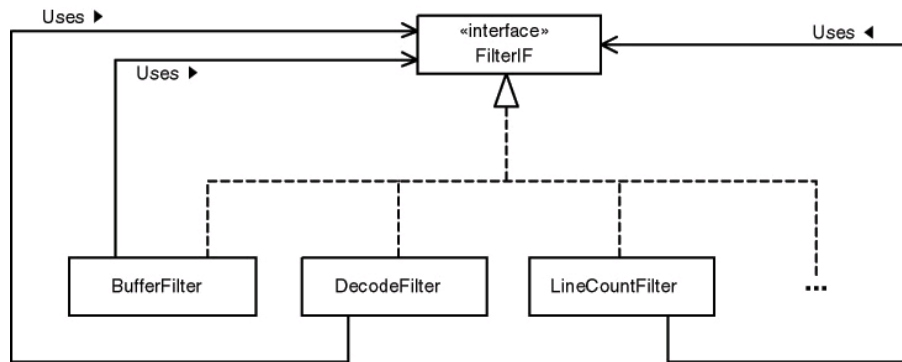 Uses ▶
«interface»
FilterIF
Uses ◀
Uses ▶
BufferFilter
DecodeFilter
LineCountFilter
...